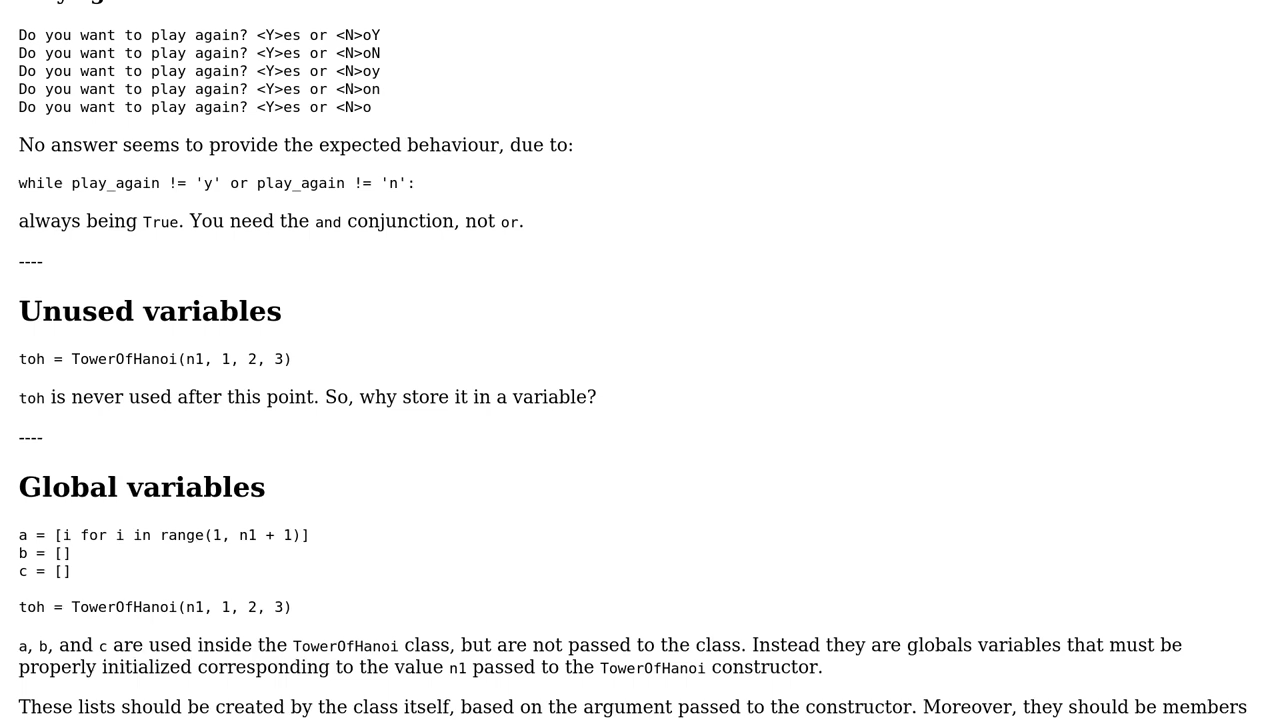 Do you want to play again? <Y>es or <N>oY
Do you want to play again? <Y>es or <N>oN
Do you want to play again? <Y>es or <N>oy
Do you want to play again? <Y>es or <N>on
Do you want to play again? <Y>es or <N>o
No answer seems to provide the expected behaviour, due to:
while play_again != 'y' or play_again != 'n':
always being True. You need the and conjunction, not or.
----
Unused variables
toh = TowerOfHanoi(n1, 1, 2, 3)
toh is never used after this point. So, why store it in a variable?
----
Global variables
a = [i for i in range(1, n1 + 1)]
b = []
c = []
toh = TowerOfHanoi(n1, 1, 2, 3)
a, b, and c are used inside the TowerOfHanoi class, but are not passed to the class. Instead they are globals variables that must be
properly initialized corresponding to the value n1 passed to the TowerOfHanoi constructor.
These lists should be created by the class itself, based on the argument passed to the constructor. Moreover, they should be members